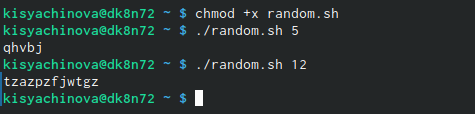 kisyachinova@dk8n72 ~ $ chmod +x random.sh
kisyachinova@dk8n72 ~ $ ./random.sh 5
qhvbj
kisyachinova@dk8n72 ~ $ ./random.sh 12
tzazpzfjwtgz
kisyachinova@dk8n72 ~ $